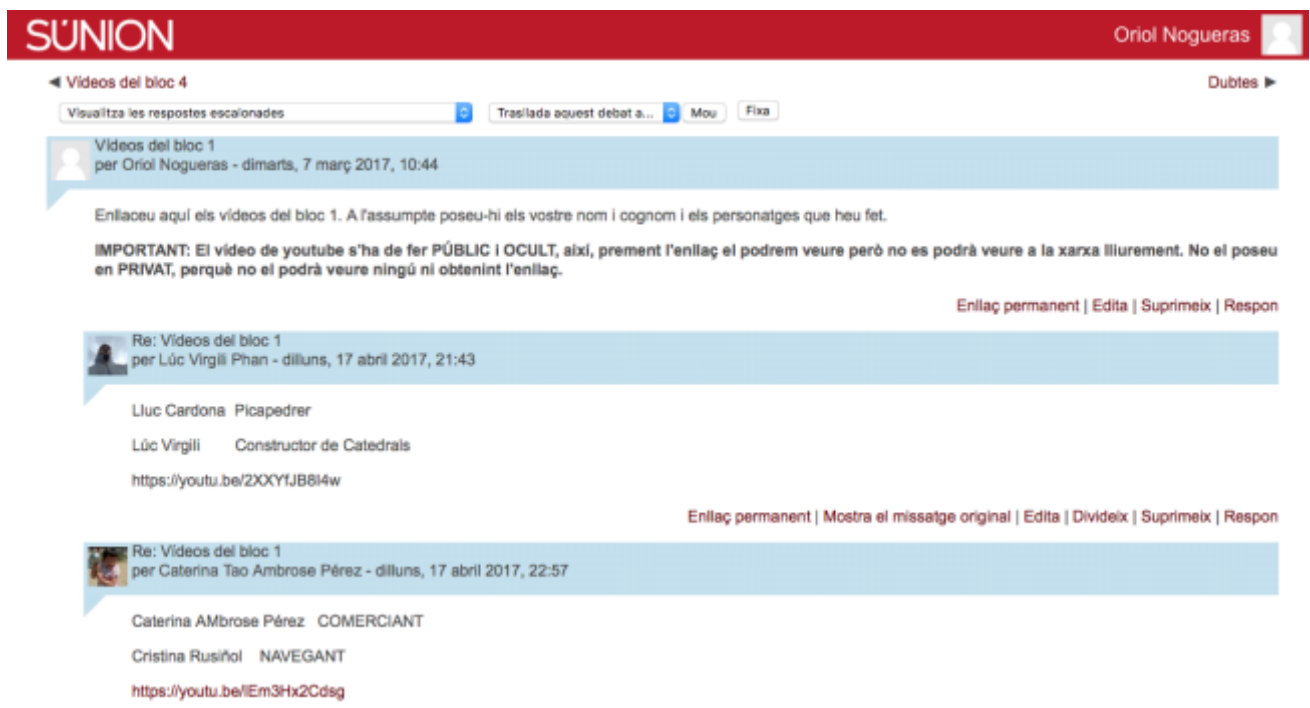 SÚNION
Oriol Nogueras
◄ Vídeos del bloc 4
Dubtes ►
Visualitza les respostes escalonades
Trasllada aquest debat a...
Mou
Fixa
Vídeos del bloc 1
per Oriol Nogueras - dimarts, 7 març 2017, 10:44
Enllaceu aquí els vídeos del bloc 1. A l'assumpte poseu-hi els vostre nom i cognom i els personatges que heu fet.
IMPORTANT: El vídeo de youtube s'ha de fer PÚBLIC i OCULT, així, prement l'enllaç el podrem veure però no es podrà veure a la xarxa lliurement. No el poseu
en PRIVAT, perquè no el podrà veure ningú ni obtenint l'enllaç.
Enllaç permanent | Edita | Suprimeix | Respon
Re: Vídeos del bloc 1
per Lúc Virgili Phan - dilluns, 17 abril 2017, 21:43
Lluc Cardona Picapedrer
Lúc Virgili Constructor de Catedrals
https://youtu.be/2XXYfJB8I4w
Enllaç permanent | Mostra el missatge original | Edita | Divideix | Suprimeix | Respon
Re: Vídeos del bloc 1
per Caterina Tao Ambrose Pérez - dilluns, 17 abril 2017, 22:57
Caterina AMbrose Pérez COMERCIANT
Cristina Rusiñol NAVEGANT
https://youtu.be/lEm3Hx2Cdsg